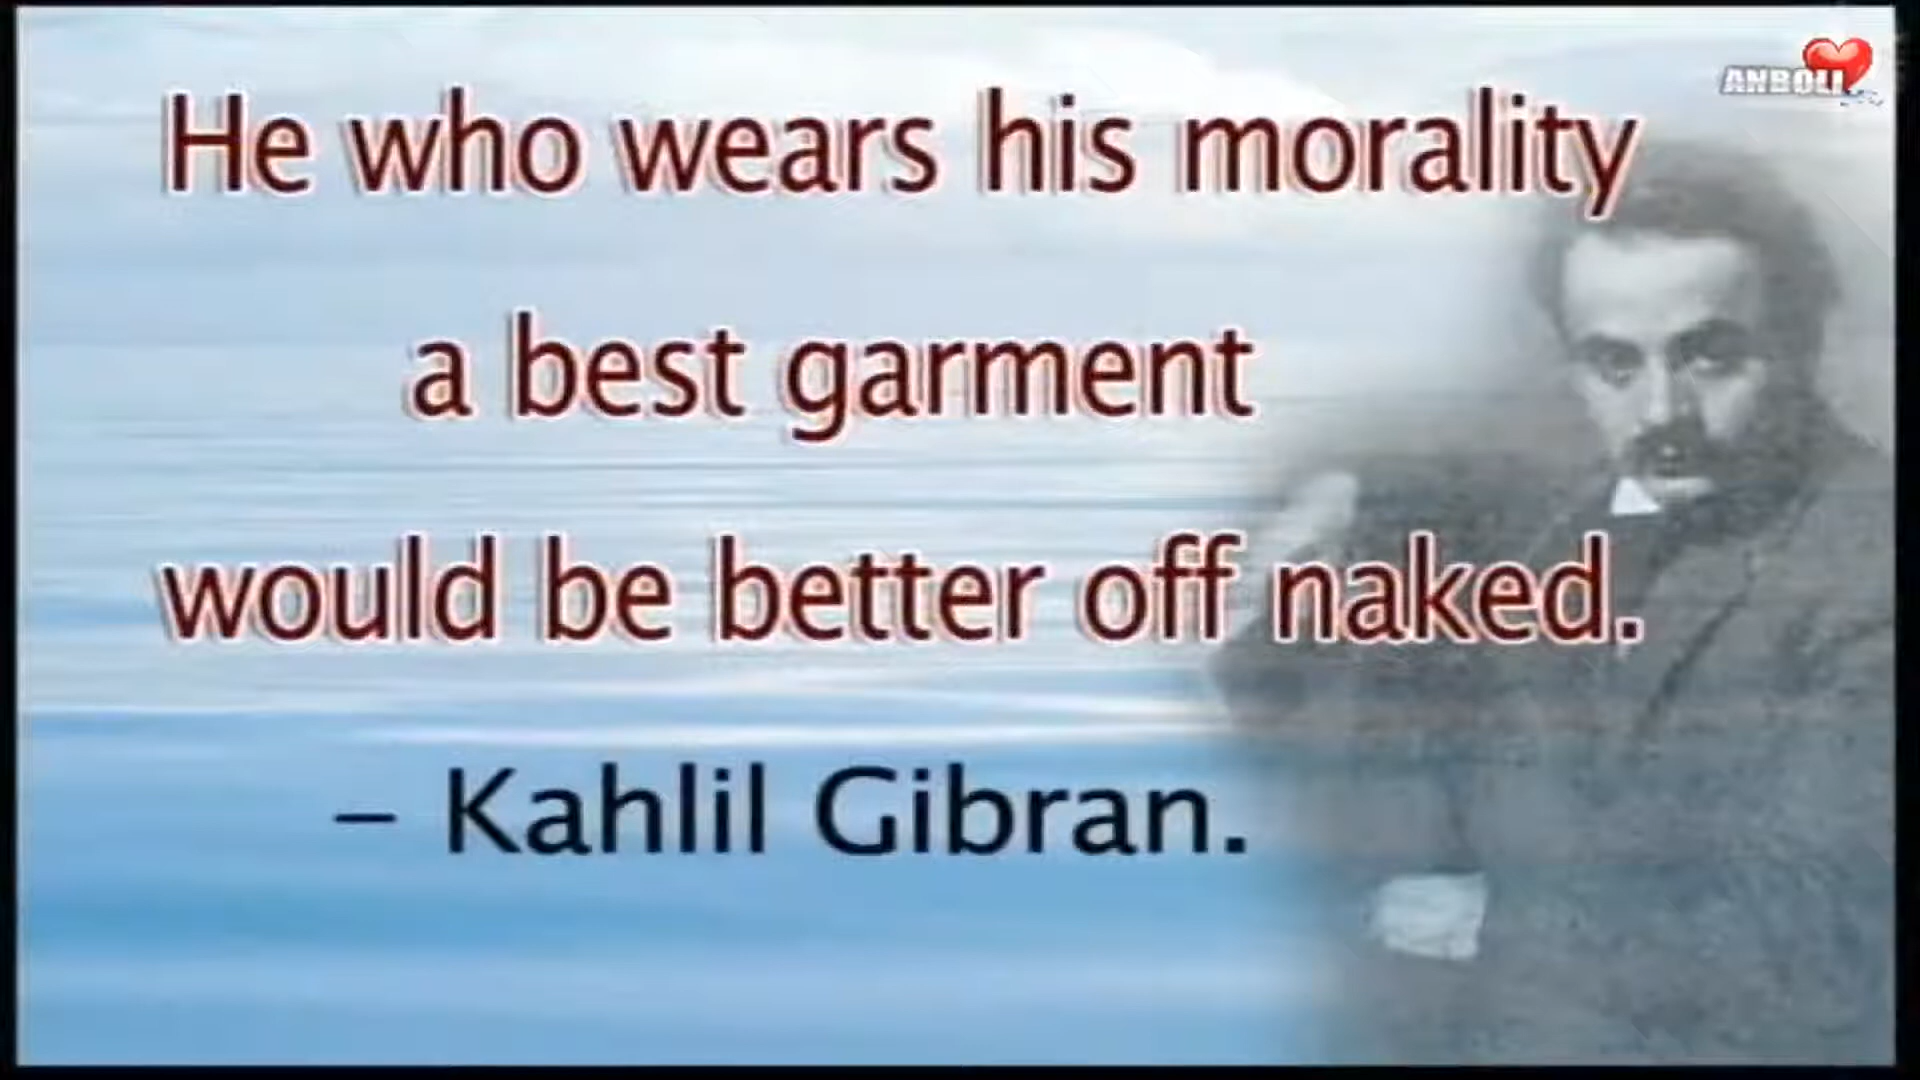 ANBOLI
He who wears his morality
a best garment
would be better off naked.
– Kahlil Gibran.